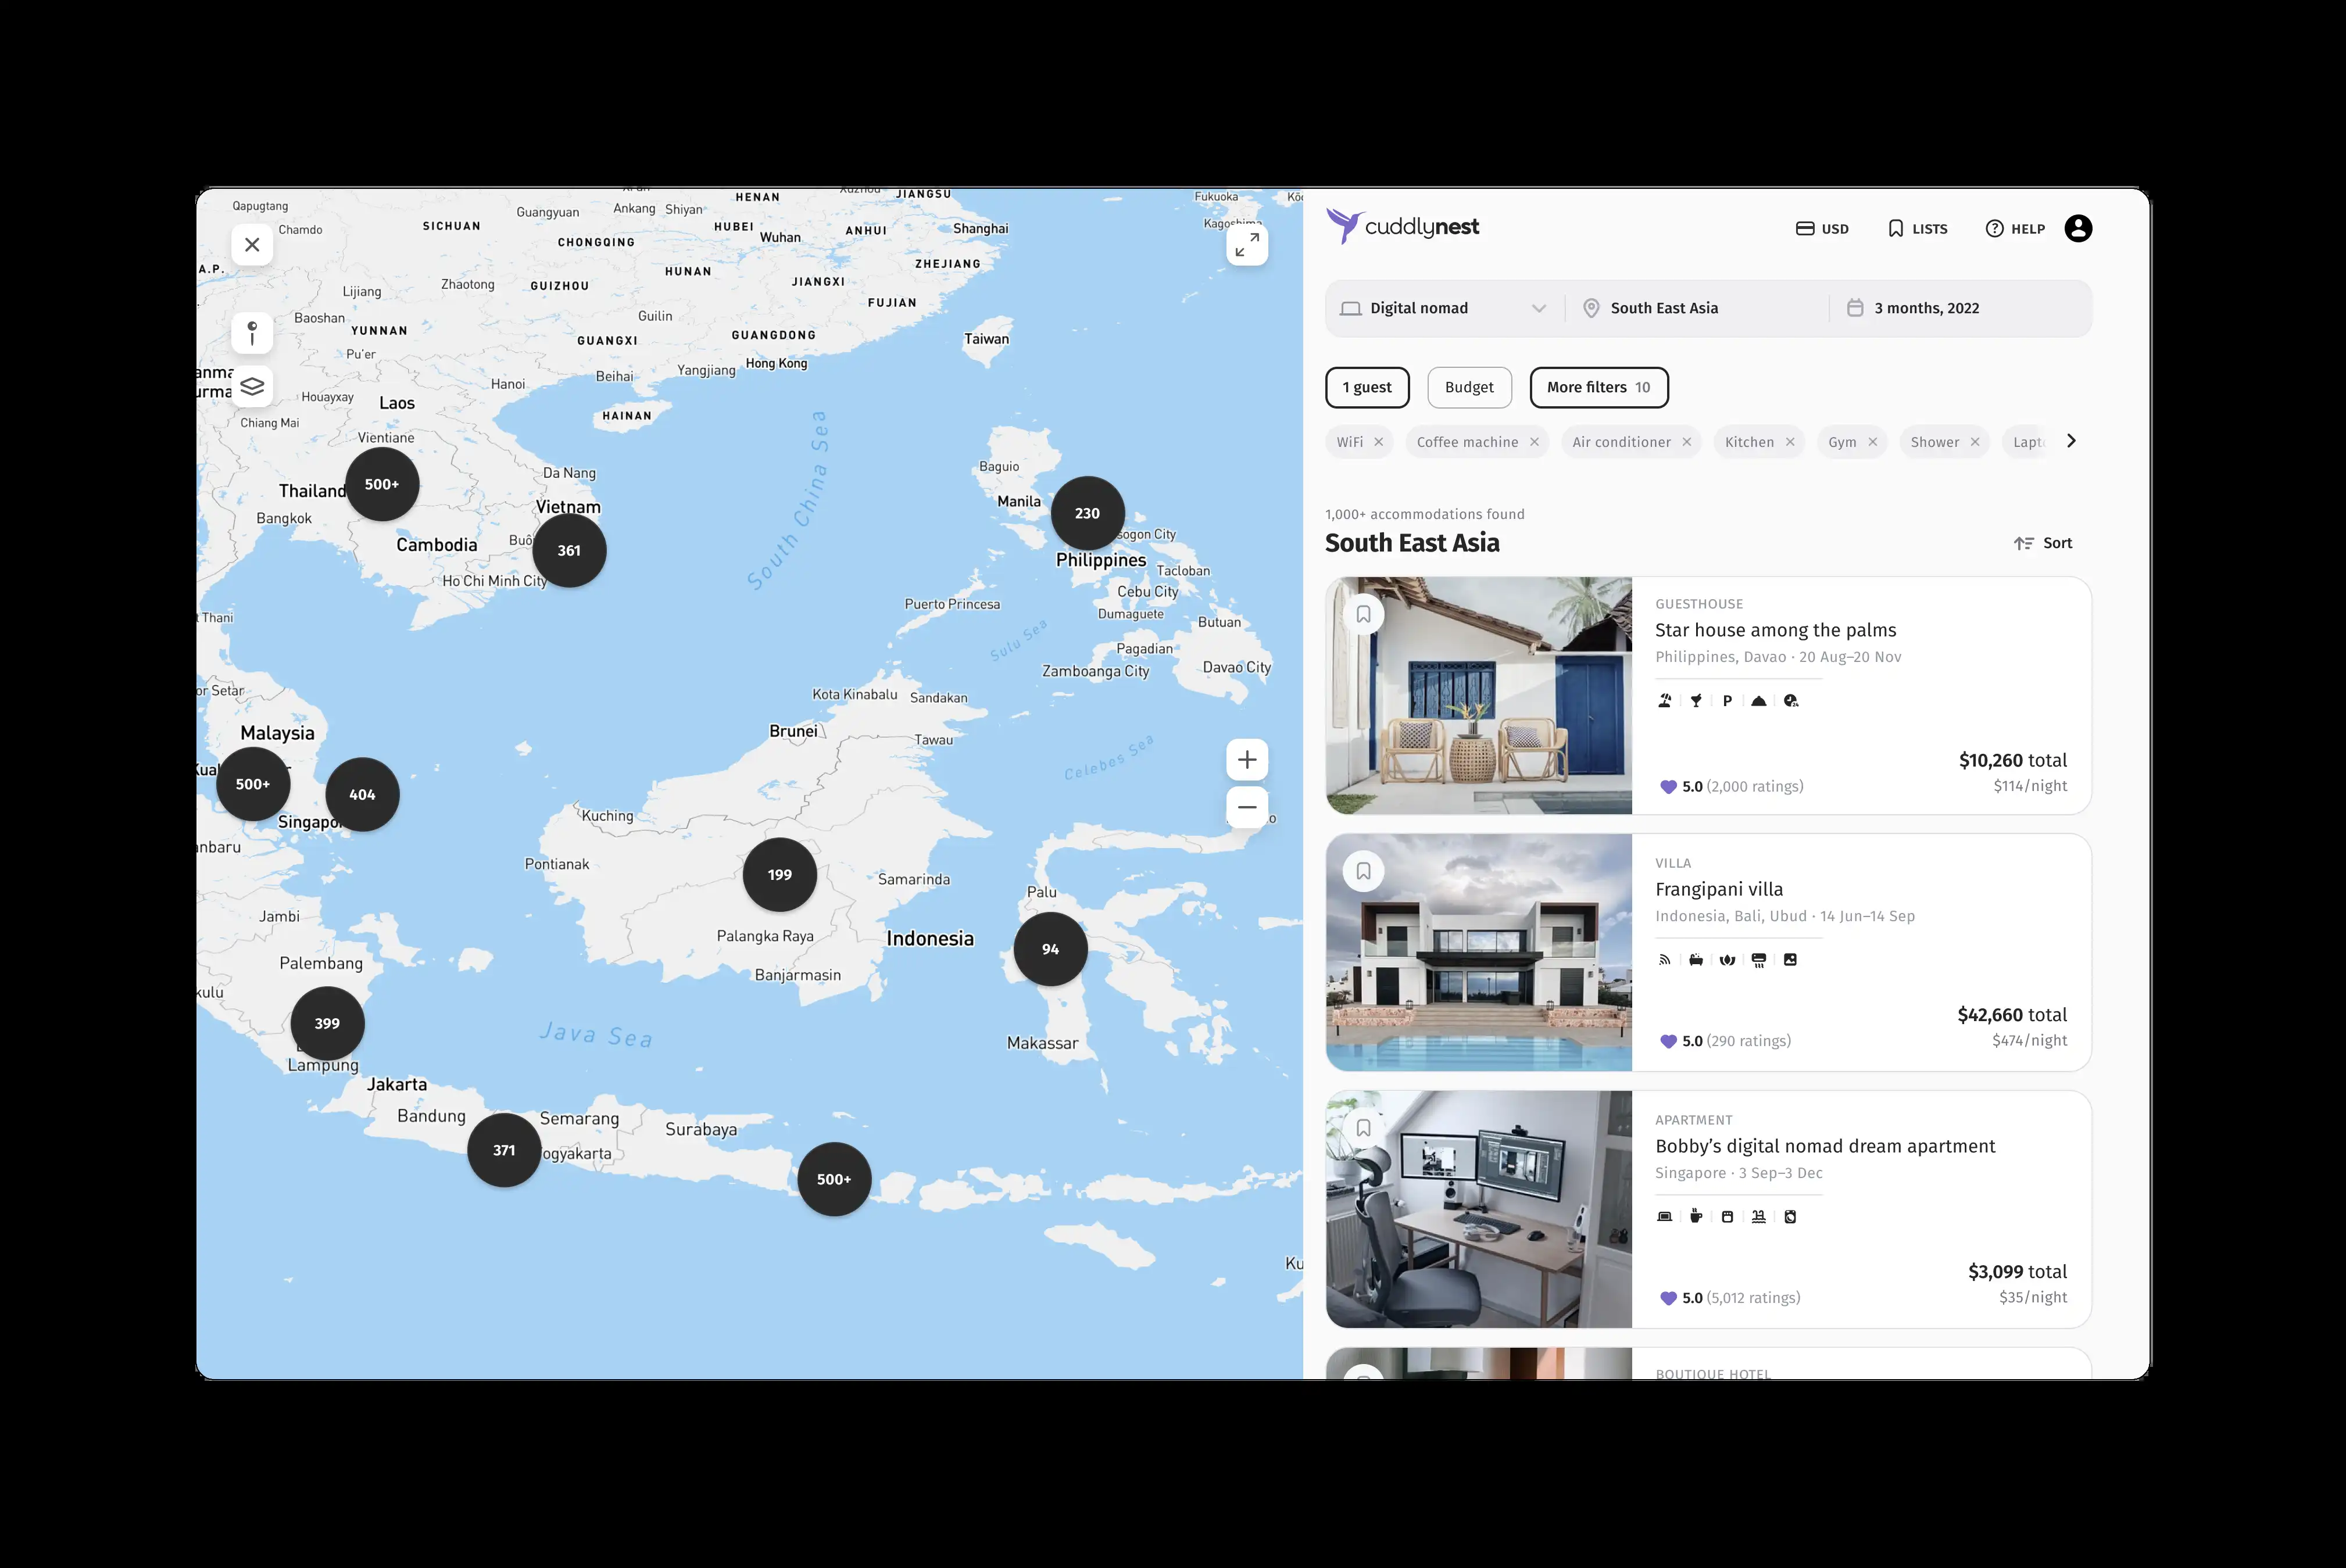 Qapugtang
Chamdo
SICHUAN
Guangyuan
Ankang
Shiyan
HENAN
JIANGSU
CHONGQING
HUBEI
Wuhan
ANHUI
Shanghai
A.P.
Lijiang
Zhaotong
GUIZHOU
HUNAN
JIANGXI
ZHEJIANG
Baoshan
YUNNAN
Guilin
FUJIAN
Pu'er
GUANGXI
GUANGDONG
Taiwan
Houayxay
Hanoi
Beihai
Yangjiang
Hong Kong
Laos
HAINAN
Chiang Mai
Vientiane
500+
Thailand
Bangkok
Da Nang
Vietnam
361
Cambodia
Ho Chi Minh City
South China Sea
Baguio
Manila
230
Philippines
Tacloban
Cebu City
Puerto Princesa
Dumaguete
Butuan
Sulu Sea
Pagadian
Zamboanga City
Davao City
Kota Kinabalu
Sandakan
Malaysia
Brunei
Tawau
Celebes Sea
500+
404
Kuching
Pontianak
199
Samarinda
Palu
Jambi
Palangka Raya
Indonesia
94
Palembang
Banjarmasin
399
Java Sea
Makassar
Lampung
Jakarta
Bandung
Semarang
Surabaya
371
500+
Fukuoka
cuddlynest
USD
LISTS
HELP
Digital nomad
South East Asia
3 months, 2022
1 guest
Budget
More filters 10
WiFi
Coffee machine
Air conditioner
Kitchen
Gym
Shower
1,000+ accommodations found
South East Asia
Sort
GUESTHOUSE
Star house among the palms
Philippines, Davao · 20 Aug–20 Nov
P
$10,260 total
5.0 (2,000 ratings)
$114/night
VILLA
Frangipani villa
Indonesia, Bali, Ubud · 14 Jun–14 Sep
$42,660 total
5.0 (290 ratings)
$474/night
APARTMENT
Bobby’s digital nomad dream apartment
Singapore · 3 Sep–3 Dec
$3,099 total
5.0 (5,012 ratings)
$35/night
BOUTIQUE HOTEL